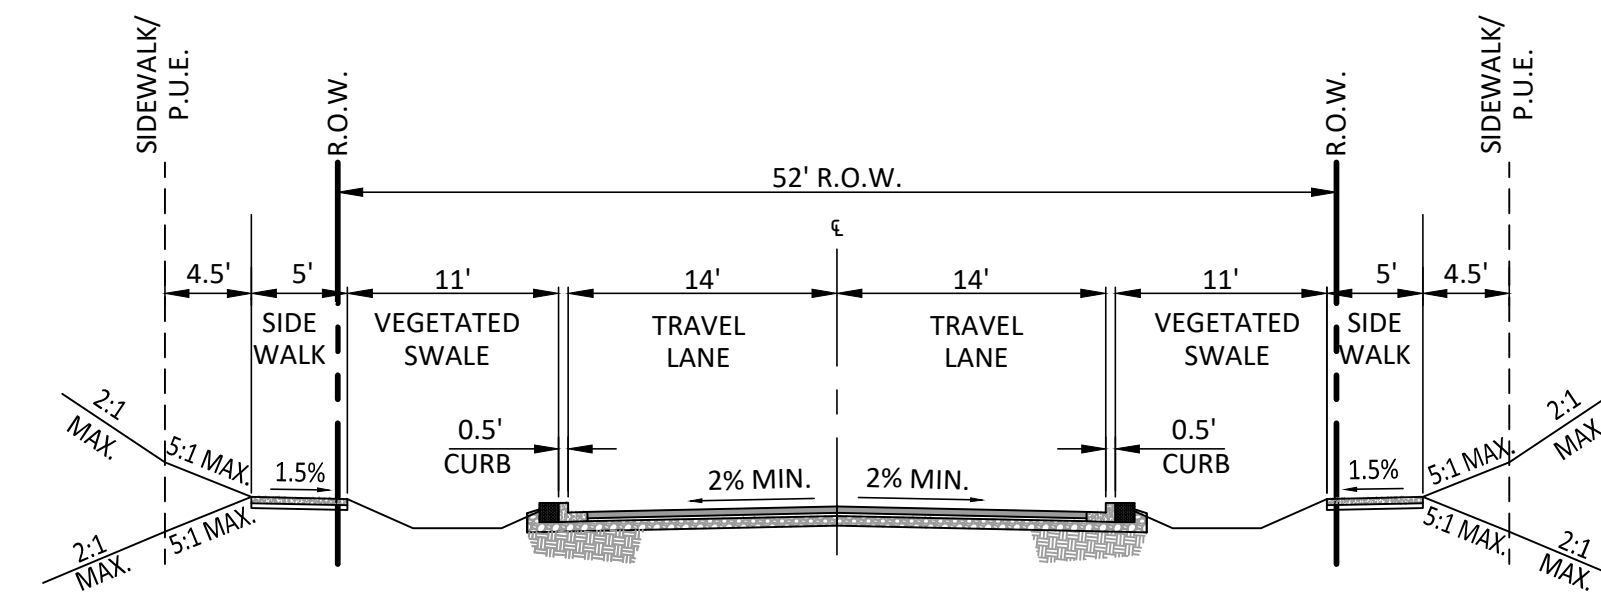 SIDEWALK/
P.U.E.
R.O.W.
R.O.W.
SIDEWALK/
P.U.E.
52' R.O.W.
℄
4.5'
5'
11'
14'
14'
11'
5'
4.5'
SIDE
WALK
VEGETATED
SWALE
TRAVEL
LANE
TRAVEL
LANE
VEGETATED
SWALE
SIDE
WALK
0.5'
CURB
0.5'
CURB
2:1
MAX.
5:1 MAX.
1.5%
2% MIN.
2% MIN.
1.5%
5:1 MAX.
2:1
MAX.
2:1
MAX.
5:1 MAX.
5:1 MAX.
2:1
MAX.